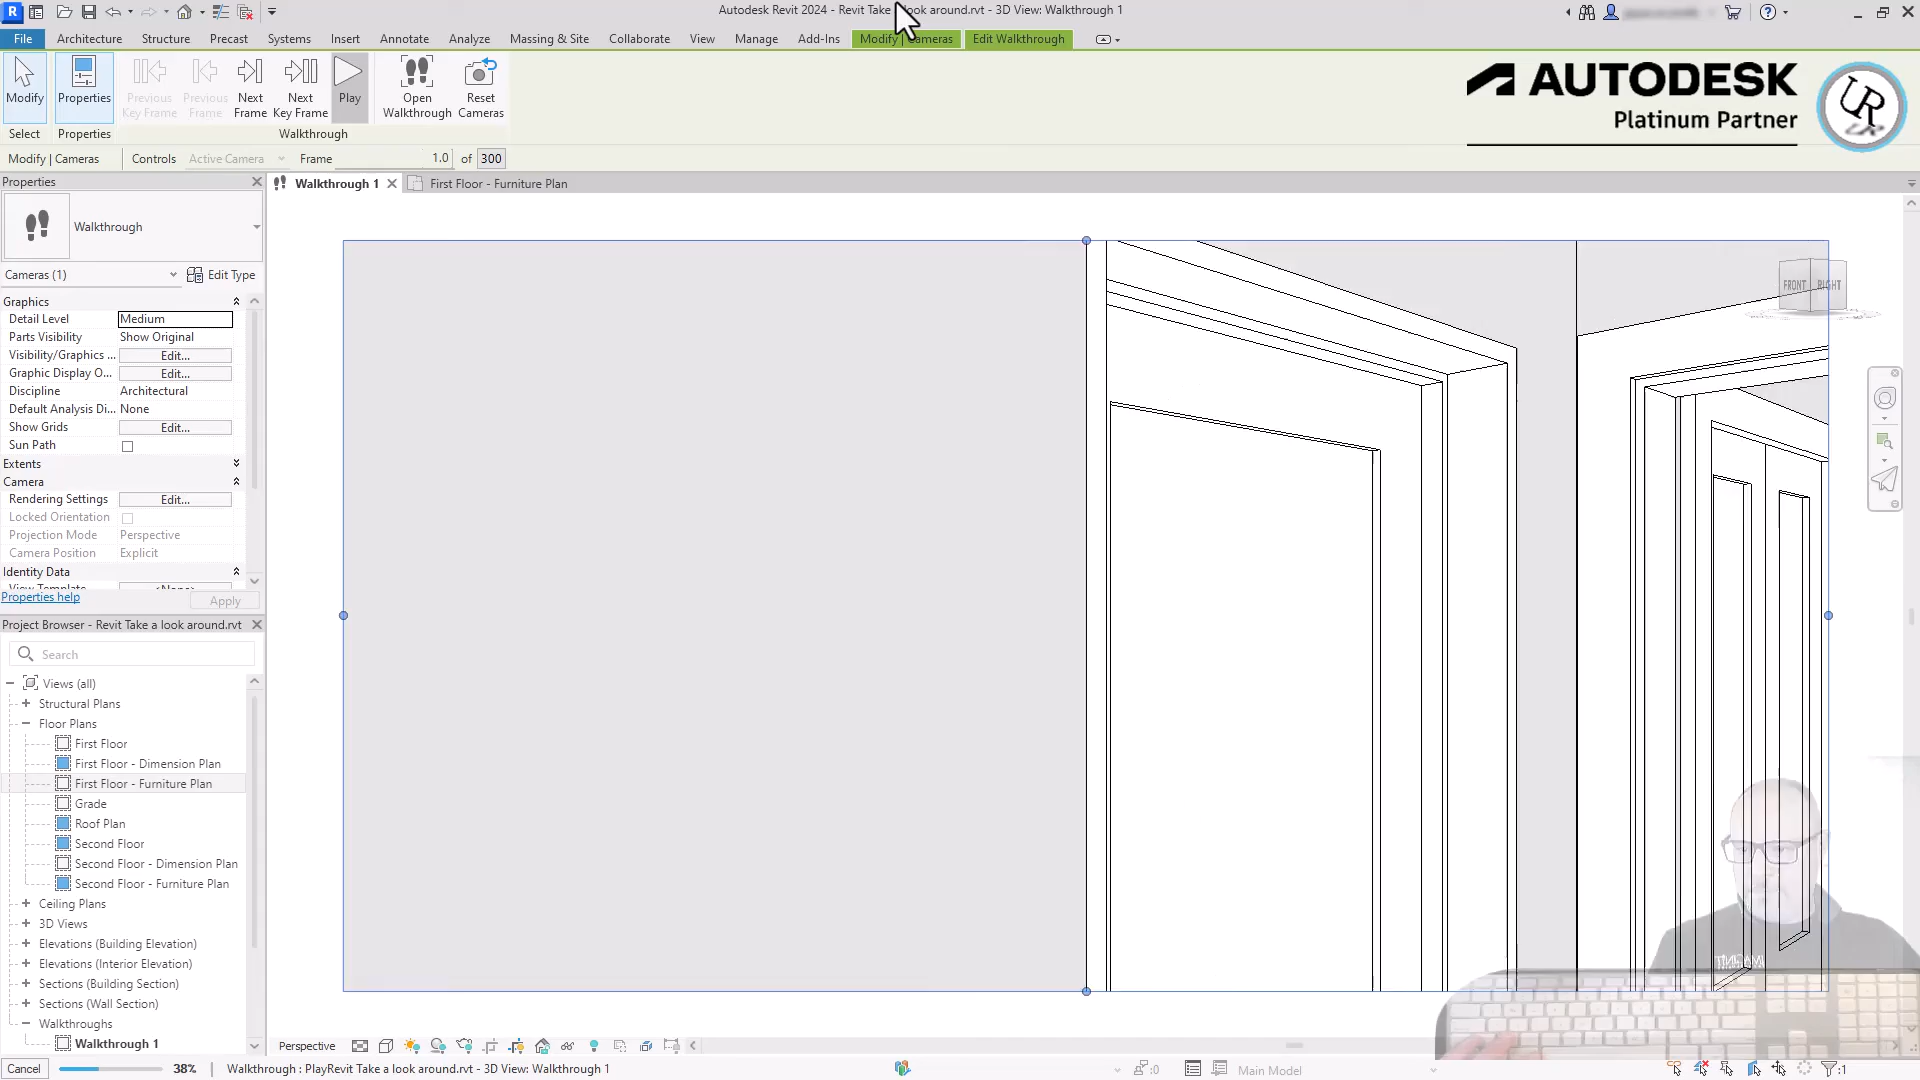 Autodesk Revit 2024 - Revit Take a look around.rvt - 3D View: Walkthrough 1
File Architecture Structure Precast Systems Insert Annotate Analyze Massing & Site Collaborate View Manage Add-Ins Modify | Cameras Edit Walkthrough
Modify Properties Previous Key Frame Previous Frame Next Frame Next Key Frame Play Open Walkthrough Reset Cameras
Select Properties Walkthrough
AUTODESK
Platinum Partner
UR
Modify | Cameras Controls Active Camera Frame 1.0 of 300
Properties
Walkthrough 1 First Floor - Furniture Plan
Walkthrough
Cameras (1) Edit Type
Graphics
Detail Level Medium
Parts Visibility Show Original
Visibility/Graphics ... Edit...
Graphic Display O... Edit...
Discipline Architectural
Default Analysis Di... None
Show Grids Edit...
Sun Path
Extents
Camera
Rendering Settings Edit...
Locked Orientation
Projection Mode Perspective
Camera Position Explicit
Identity Data
View Template <None>
Properties help Apply
FRONT RIGHT
Project Browser - Revit Take a look around.rvt
Search
Views (all)
Structural Plans
Floor Plans
First Floor
First Floor - Dimension Plan
First Floor - Furniture Plan
Grade
Roof Plan
Second Floor
Second Floor - Dimension Plan
Second Floor - Furniture Plan
Ceiling Plans
3D Views
Elevations (Building Elevation)
Elevations (Interior Elevation)
Sections (Building Section)
Sections (Wall Section)
Walkthroughs
Walkthrough 1
Perspective
Cancel 38% Walkthrough : PlayRevit Take a look around.rvt - 3D View: Walkthrough 1 :0 Main Model :1